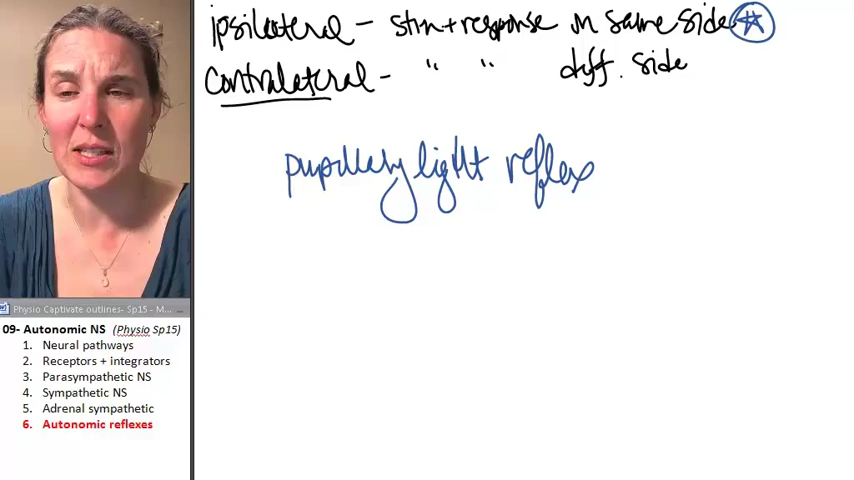 ipsilateral - stim + response in same side
contralateral - " " diff. side
pupillary light reflex
Physio Captivate outlines- Sp15 - M...
09- Autonomic NS (Physio Sp15)
1. Neural pathways
2. Receptors + integrators
3. Parasympathetic NS
4. Sympathetic NS
5. Adrenal sympathetic
6. Autonomic reflexes